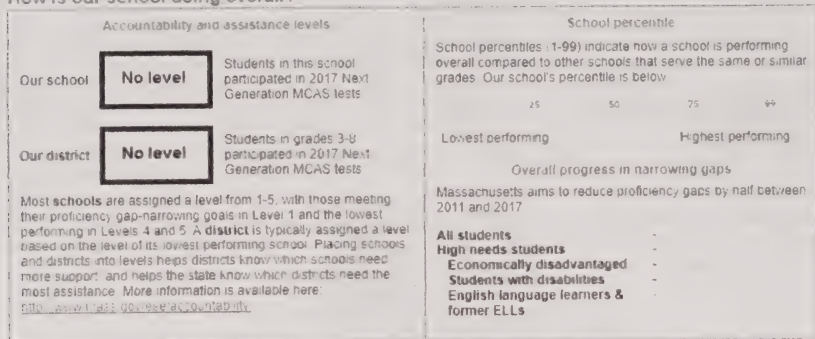 How is our school doing overall?
Accountability and assistance levels
Our school
No level
Students in this school
participated in 2017 Next
Generation MCAS tests
Our district
No level
Students in grades 3-8
participated in 2017 Next
Generation MCAS tests
Most schools are assigned a level from 1-5, with those meeting
their proficiency gap-narrowing goals in Level 1 and the lowest
performing in Levels 4 and 5. A district is typically assigned a level
based on the level of its lowest performing school. Placing schools
and districts into levels helps districts know which schools need
more support, and helps the state know which districts need the
most assistance. More information is available here:
School percentile
School percentiles (1-99) indicate how a school is performing
overall compared to other schools that serve the same or similar
grades. Our school's percentile is below.
25 50 75 99
Lowest performing Highest performing
Overall progress in narrowing gaps
Massachusetts aims to reduce proficiency gaps by half between
2011 and 2017
All students -
High needs students -
Economically disadvantaged -
Students with disabilities -
English language learners & -
former ELLs